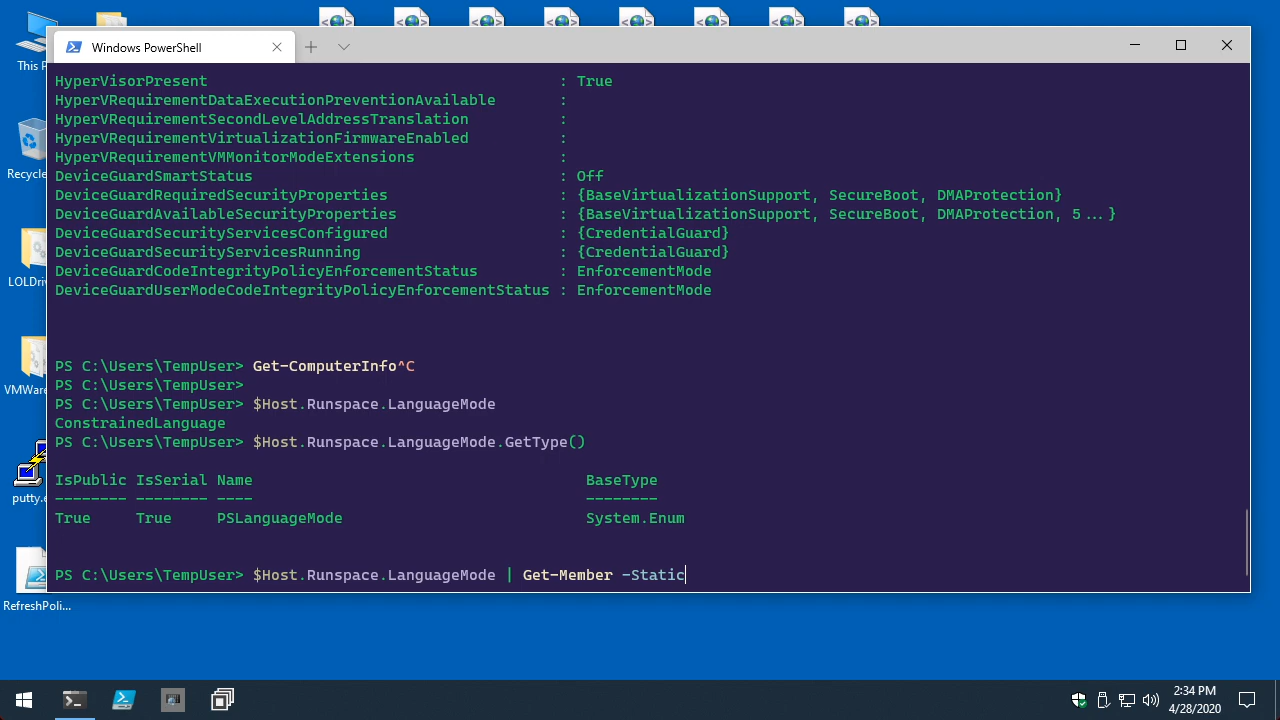 This P
Windows PowerShell
HyperVisorPresent : True
HyperVRequirementDataExecutionPreventionAvailable :
HyperVRequirementSecondLevelAddressTranslation :
HyperVRequirementVirtualizationFirmwareEnabled :
HyperVRequirementVMMonitorModeExtensions :
DeviceGuardSmartStatus : Off
DeviceGuardRequiredSecurityProperties : {BaseVirtualizationSupport, SecureBoot, DMAProtection}
DeviceGuardAvailableSecurityProperties : {BaseVirtualizationSupport, SecureBoot, DMAProtection, 5...}
DeviceGuardSecurityServicesConfigured : {CredentialGuard}
DeviceGuardSecurityServicesRunning : {CredentialGuard}
DeviceGuardCodeIntegrityPolicyEnforcementStatus : EnforcementMode
DeviceGuardUserModeCodeIntegrityPolicyEnforcementStatus : EnforcementMode
PS C:\Users\TempUser> Get-ComputerInfo^C
PS C:\Users\TempUser>
PS C:\Users\TempUser> $Host.Runspace.LanguageMode
ConstrainedLanguage
PS C:\Users\TempUser> $Host.Runspace.LanguageMode.GetType()
IsPublic IsSerial Name BaseType
-------- -------- ---- --------
True True PSLanguageMode System.Enum
PS C:\Users\TempUser> $Host.Runspace.LanguageMode | Get-Member -Static
Recycle
LOLDriv
VMWare
putty.e
RefreshPoli...
2:34 PM
4/28/2020